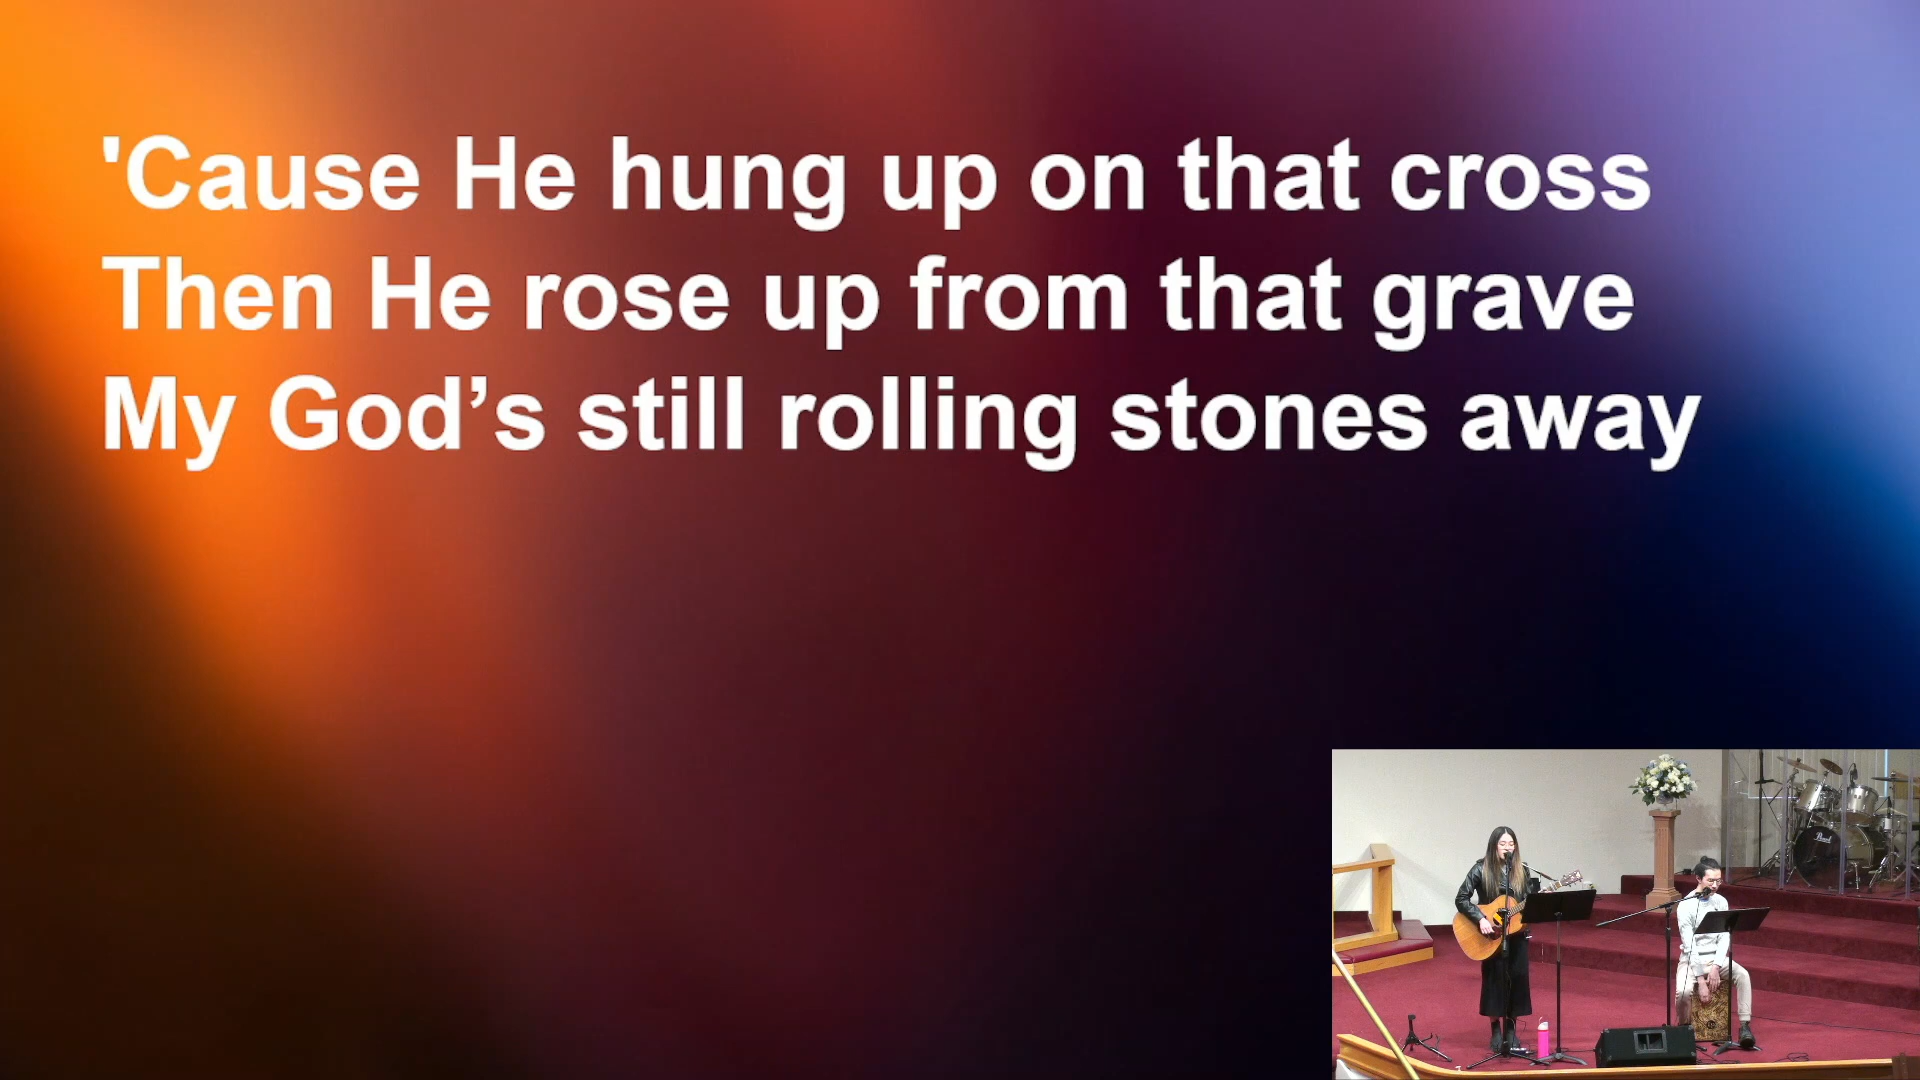 'Cause He hung up on that cross
Then He rose up from that grave
My God’s still rolling stones away
Pearl